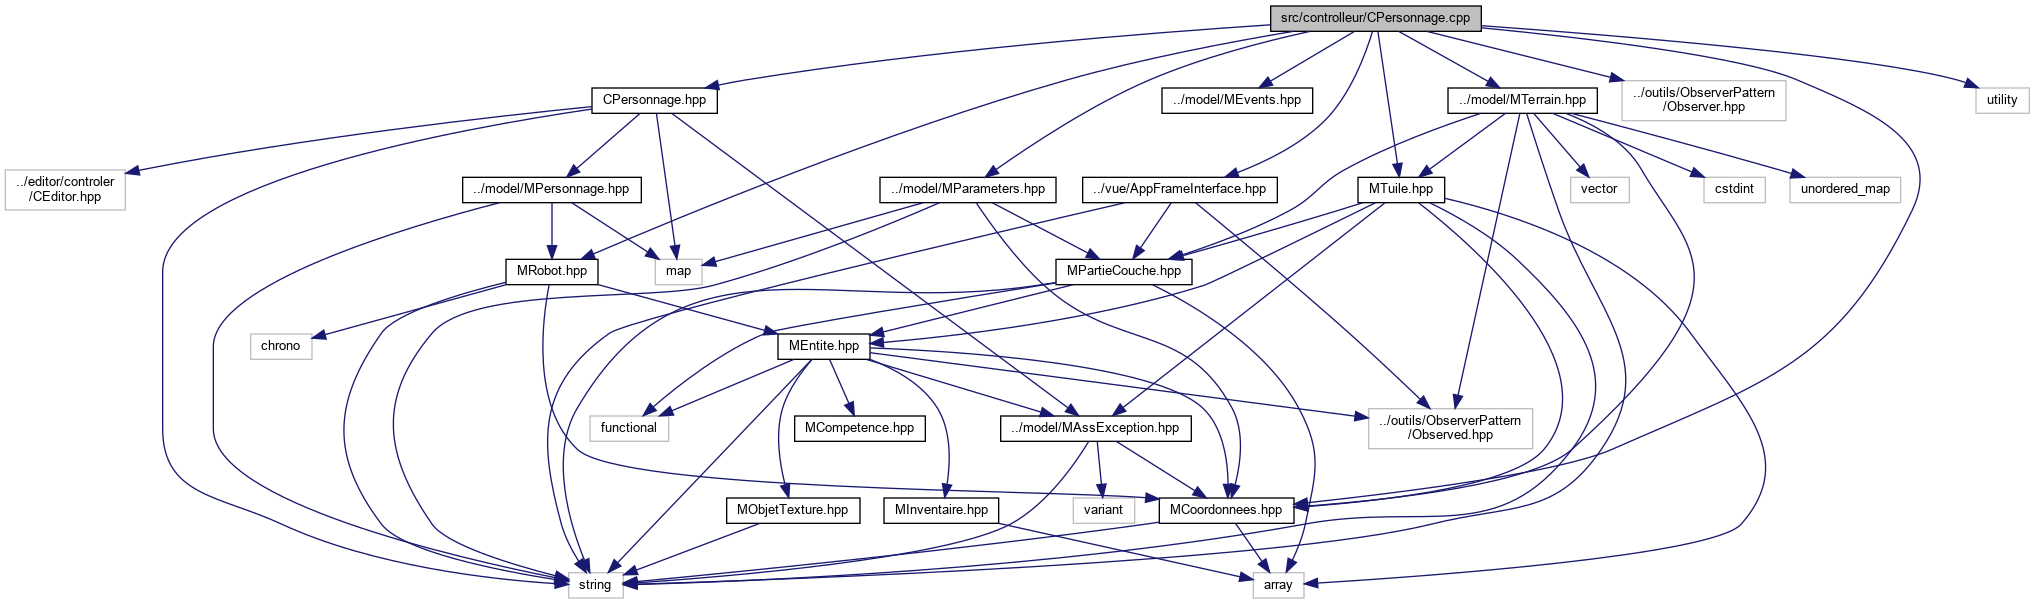 src/controlleur/CPersonnage.cpp
CPersonnage.hpp
../model/MEvents.hpp
../model/MTerrain.hpp
../outils/ObserverPattern
/Observer.hpp
utility
../editor/controler
/CEditor.hpp
../model/MPersonnage.hpp
../model/MParameters.hpp
../vue/AppFrameInterface.hpp
MTuile.hpp
vector
cstdint
unordered_map
MRobot.hpp
map
MPartieCouche.hpp
chrono
MEntite.hpp
functional
MCompetence.hpp
../model/MAssException.hpp
../outils/ObserverPattern
/Observed.hpp
MObjetTexture.hpp
MInventaire.hpp
variant
MCoordonnees.hpp
string
array